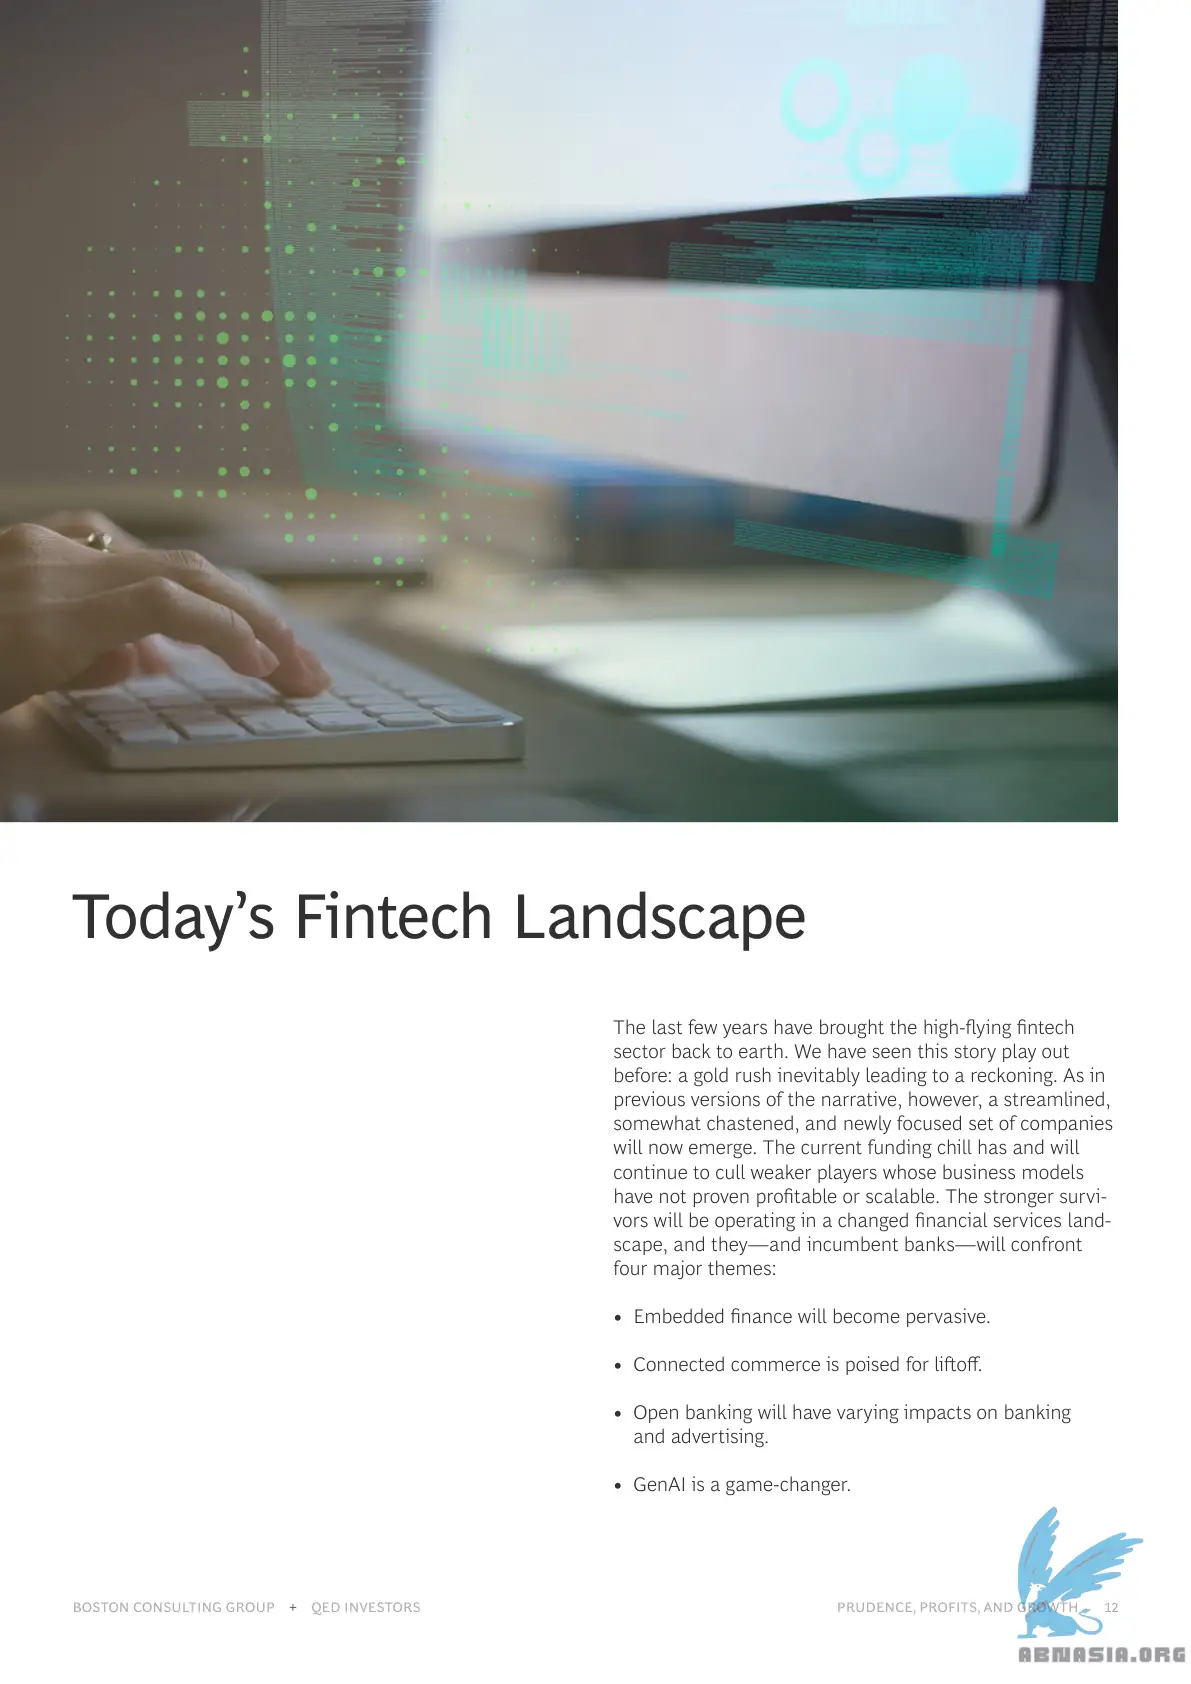 Today’s Fintech Landscape
The last few years have brought the high-flying fintech
sector back to earth. We have seen this story play out
before: a gold rush inevitably leading to a reckoning. As in
previous versions of the narrative, however, a streamlined,
somewhat chastened, and newly focused set of companies
will now emerge. The current funding chill has and will
continue to cull weaker players whose business models
have not proven profitable or scalable. The stronger survi-
vors will be operating in a changed financial services land-
scape, and they—and incumbent banks—will confront
four major themes:
• Embedded finance will become pervasive.
• Connected commerce is poised for liftoff.
• Open banking will have varying impacts on banking
and advertising.
• GenAI is a game-changer.
BOSTON CONSULTING GROUP + QED INVESTORS
PRUDENCE, PROFITS, AND GROWTH 12
ABNASIA.ORG